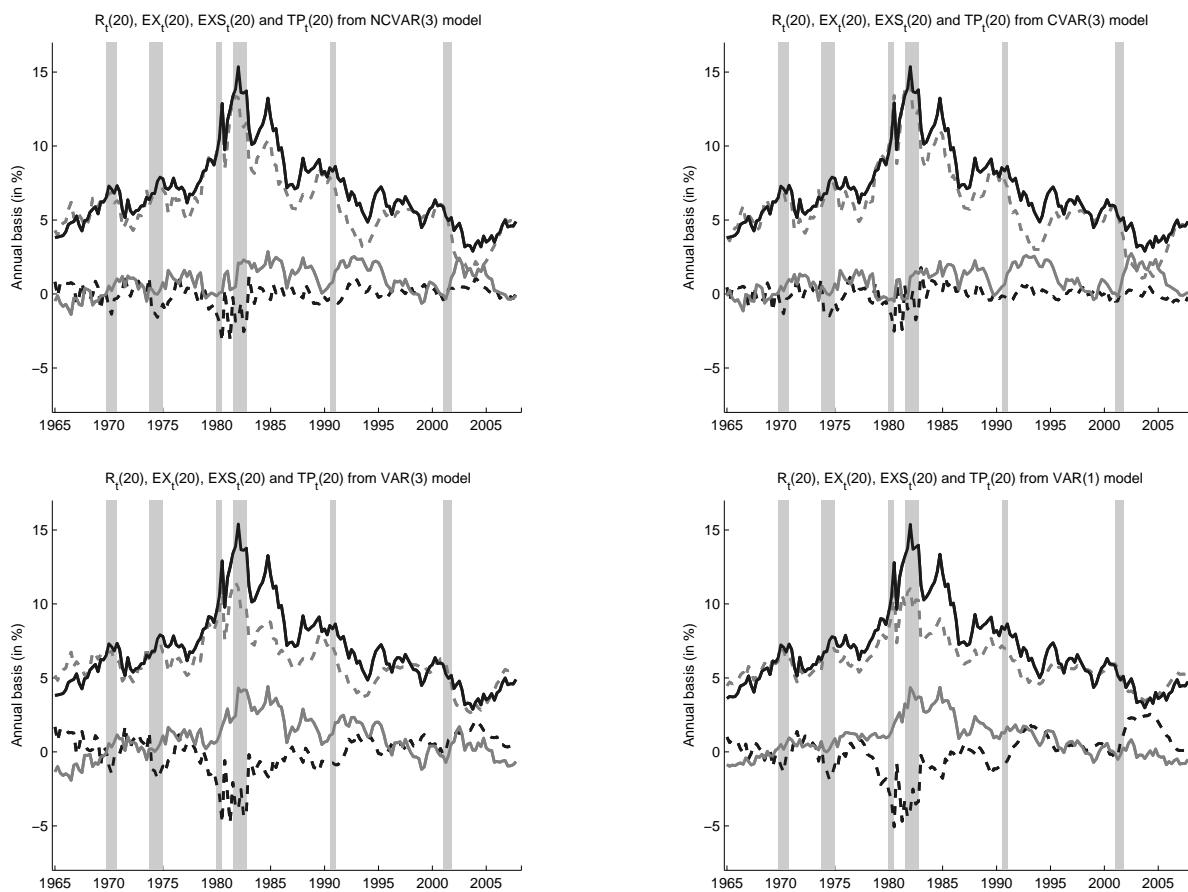 R_t(20), EX_t(20), EXS_t(20) and TP_t(20) from NCVAR(3) model
Annual basis (in %)
15
10
5
0
−5
1965 1970 1975 1980 1985 1990 1995 2000 2005
R_t(20), EX_t(20), EXS_t(20) and TP_t(20) from CVAR(3) model
Annual basis (in %)
15
10
5
0
−5
1965 1970 1975 1980 1985 1990 1995 2000 2005
R_t(20), EX_t(20), EXS_t(20) and TP_t(20) from VAR(3) model
Annual basis (in %)
15
10
5
0
−5
1965 1970 1975 1980 1985 1990 1995 2000 2005
R_t(20), EX_t(20), EXS_t(20) and TP_t(20) from VAR(1) model
Annual basis (in %)
15
10
5
0
−5
1965 1970 1975 1980 1985 1990 1995 2000 2005